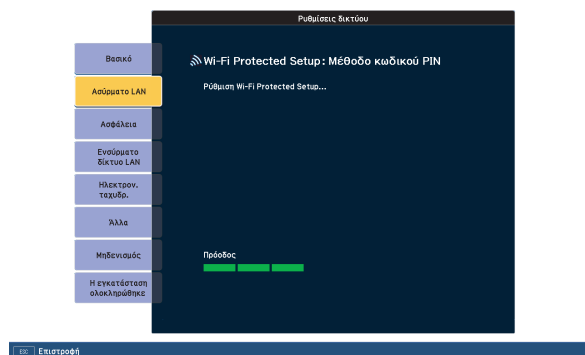 Ρυθμίσεις δικτύου
Βασικό
Ασύρματο LAN
Ασφάλεια
Ενσύρματο
δίκτυο LAN
Ηλεκτρον.
ταχυδρ.
Άλλα
Μηδενισμός
Η εγκατάσταση
ολοκληρώθηκε
Wi-Fi Protected Setup: Μέθοδο κωδικού PIN
Ρύθμιση Wi-Fi Protected Setup...
Πρόοδος
ESC Επιστροφή